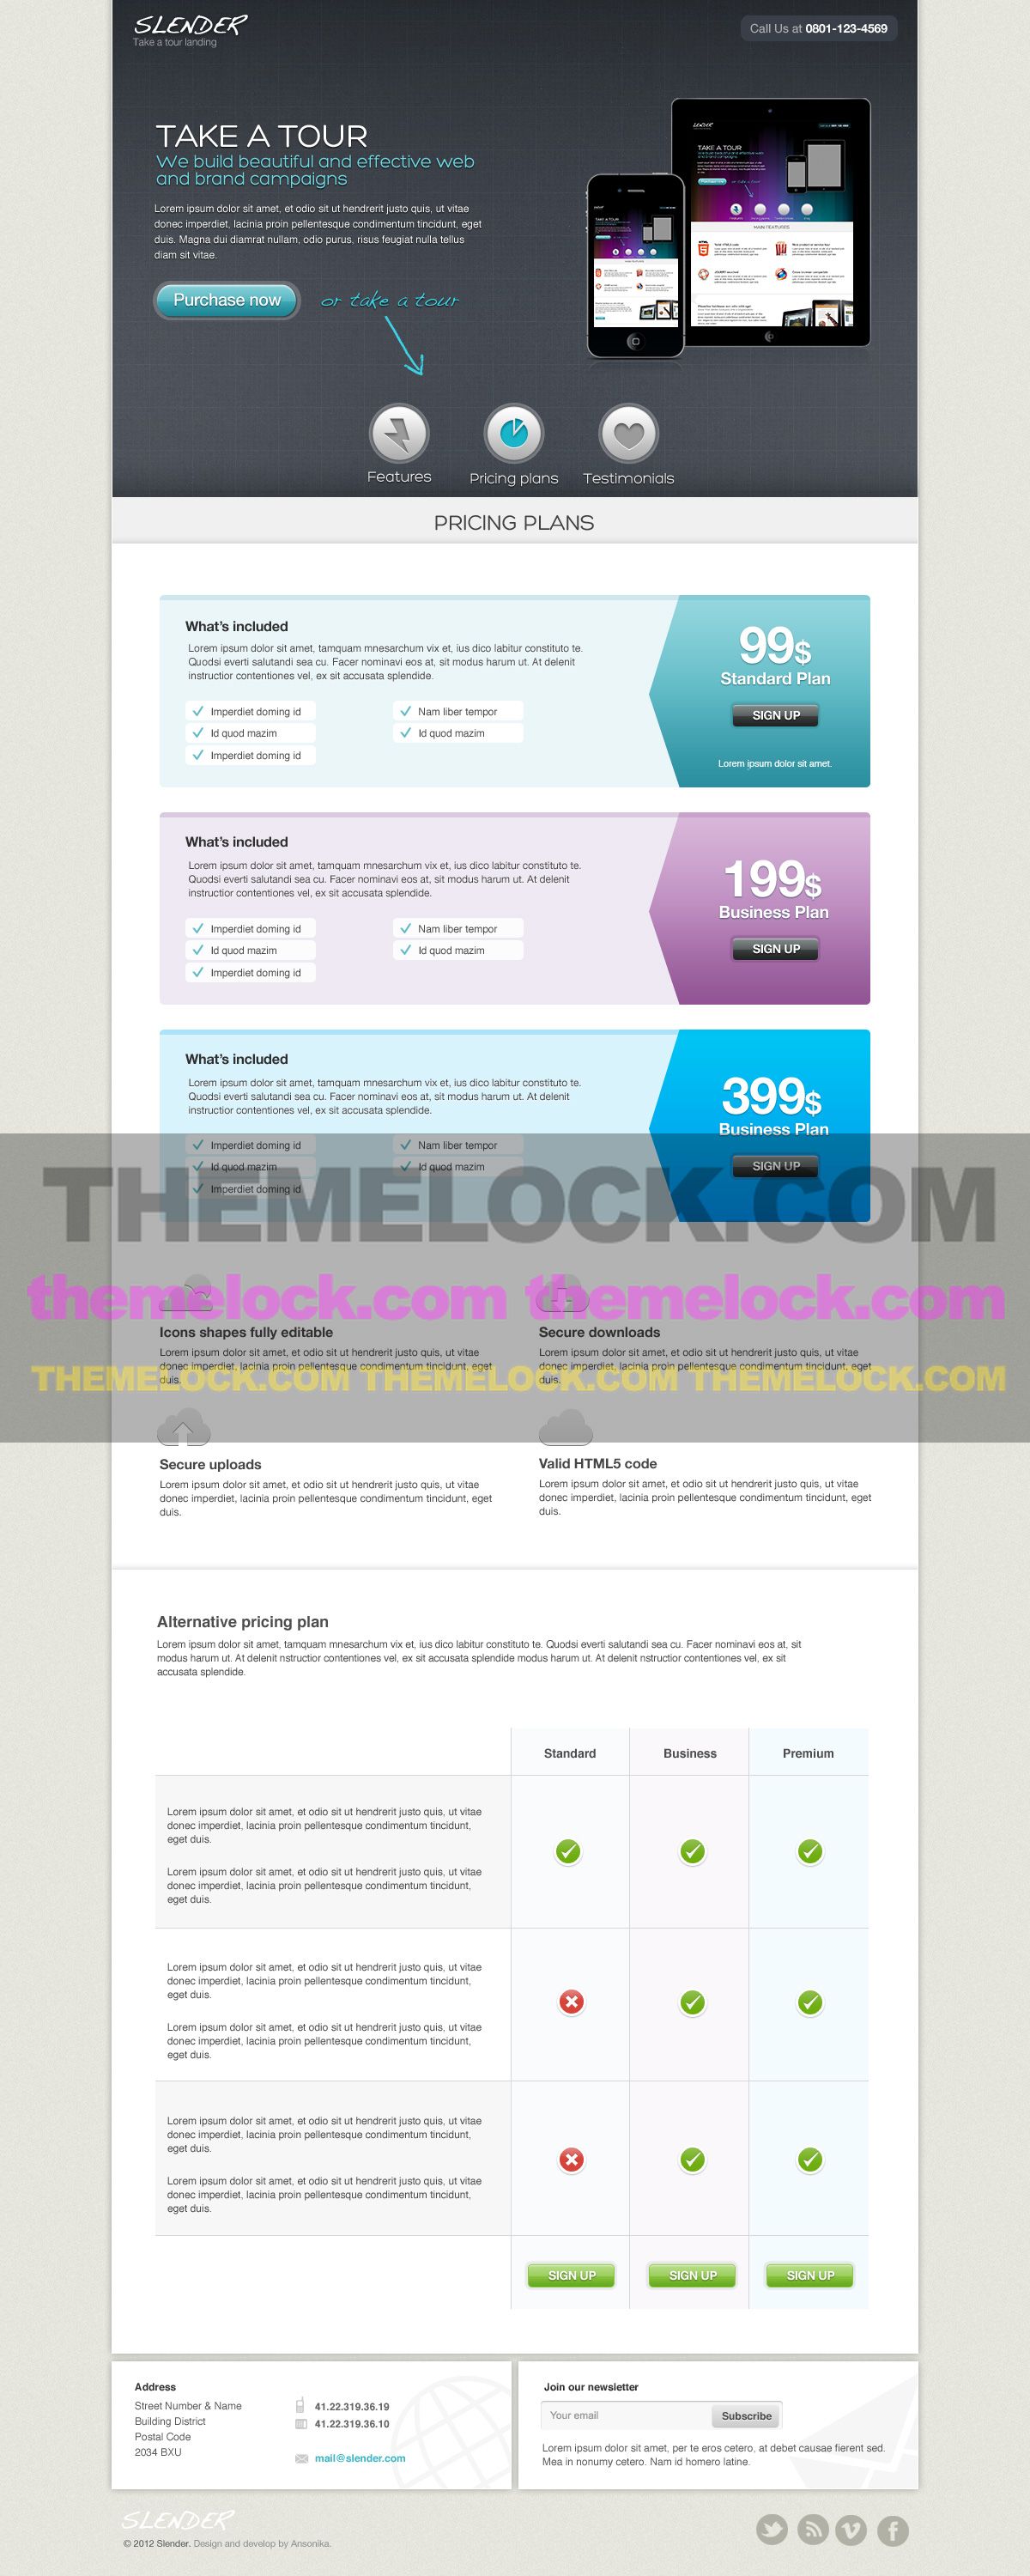 SLENDER
Take a tour landing
Call Us at 0801-123-4569
TAKE A TOUR
We build beautiful and effective web
and brand campaigns
Lorem ipsum dolor sit amet, et odio sit ut hendrerit justo quis, ut vitae
donec imperdiet, lacinia proin pellentesque condimentum tincidunt, eget
duis. Magna dui diamrat nullam, odio purus, risus feugiat nulla tellus
diam sit vitae.
Purchase now
or take a tour
TAKE A TOUR
MAIN FEATURES
TAKE A TOUR
Features
Pricing plans
Testimonials
PRICING PLANS
What's included
Lorem ipsum dolor sit amet, tamquam mnesarchum vix et, ius dico labitur constituto te.
Quodsi everti salutandi sea cu. Facer nominavi eos at, sit modus harum ut. At delenit
instructior contentiones vel, ex sit accusata splendide.
Imperdiet doming id
Nam liber tempor
Id quod mazim
Id quod mazim
Imperdiet doming id
99$
Standard Plan
SIGN UP
Lorem ipsum dolor sit amet.
What's included
Lorem ipsum dolor sit amet, tamquam mnesarchum vix et, ius dico labitur constituto te.
Quodsi everti salutandi sea cu. Facer nominavi eos at, sit modus harum ut. At delenit
instructior contentiones vel, ex sit accusata splendide.
Imperdiet doming id
Nam liber tempor
Id quod mazim
Id quod mazim
Imperdiet doming id
199$
Business Plan
SIGN UP
What's included
Lorem ipsum dolor sit amet, tamquam mnesarchum vix et, ius dico labitur constituto te.
Quodsi everti salutandi sea cu. Facer nominavi eos at, sit modus harum ut. At delenit
instructior contentiones vel, ex sit accusata splendide.
Imperdiet doming id
Nam liber tempor
Id quod mazim
Id quod mazim
Imperdiet doming id
399$
Business Plan
SIGN UP
THEMELOCK.COM
themelock.com themelock.com
Icons shapes fully editable
Lorem ipsum dolor sit amet, et odio sit ut hendrerit justo quis, ut vitae
donec imperdiet, lacinia proin pellentesque condimentum tincidunt, eget
duis.
Secure downloads
Lorem ipsum dolor sit amet, et odio sit ut hendrerit justo quis, ut vitae
donec imperdiet, lacinia proin pellentesque condimentum tincidunt, eget
duis.
THEMELOCK.COM THEMELOCK.COM THEMELOCK.COM
Secure uploads
Lorem ipsum dolor sit amet, et odio sit ut hendrerit justo quis, ut vitae
donec imperdiet, lacinia proin pellentesque condimentum tincidunt, eget
duis.
Valid HTML5 code
Lorem ipsum dolor sit amet, et odio sit ut hendrerit justo quis, ut vitae
donec imperdiet, lacinia proin pellentesque condimentum tincidunt, eget
duis.
Alternative pricing plan
Lorem ipsum dolor sit amet, tamquam mnesarchum vix et, ius dico labitur constituto te. Quodsi everti salutandi sea cu. Facer nominavi eos at, sit
modus harum ut. At delenit nstructior contentiones vel, ex sit accusata splendide modus harum ut. At delenit nstructior contentiones vel, ex sit
accusata splendide.
Standard
Business
Premium
Lorem ipsum dolor sit amet, et odio sit ut hendrerit justo quis, ut vitae
donec imperdiet, lacinia proin pellentesque condimentum tincidunt,
eget duis.
Lorem ipsum dolor sit amet, et odio sit ut hendrerit justo quis, ut vitae
donec imperdiet, lacinia proin pellentesque condimentum tincidunt,
eget duis.
Lorem ipsum dolor sit amet, et odio sit ut hendrerit justo quis, ut vitae
donec imperdiet, lacinia proin pellentesque condimentum tincidunt,
eget duis.
Lorem ipsum dolor sit amet, et odio sit ut hendrerit justo quis, ut vitae
donec imperdiet, lacinia proin pellentesque condimentum tincidunt,
eget duis.
Lorem ipsum dolor sit amet, et odio sit ut hendrerit justo quis, ut vitae
donec imperdiet, lacinia proin pellentesque condimentum tincidunt,
eget duis.
Lorem ipsum dolor sit amet, et odio sit ut hendrerit justo quis, ut vitae
donec imperdiet, lacinia proin pellentesque condimentum tincidunt,
eget duis.
SIGN UP
SIGN UP
SIGN UP
Address
Street Number & Name
Building District
Postal Code
2034 BXU
41.22.319.36.19
41.22.319.36.10
mail@slender.com
Join our newsletter
Your email
Subscribe
Lorem ipsum dolor sit amet, per te eros cetero, at debet causae fierent sed.
Mea in nonumy cetero. Nam id homero latine.
SLENDER
© 2012 Slender. Design and develop by Ansonika.